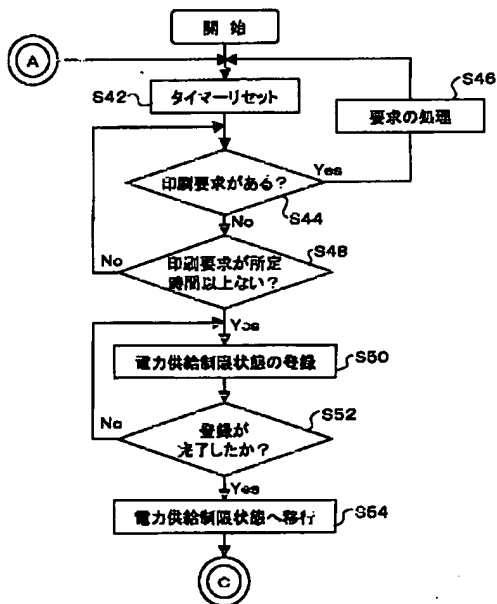 開始
A
S42
タイマーリセット
S46
要求の処理
印刷要求がある？
Yes
S44
No
S48
印刷要求が所定
時間以上ない？
No
Yes
電力供給制限状態の登録
S50
S52
登録が
完了したか？
No
Yes
電力供給制限状態へ移行
S54
C